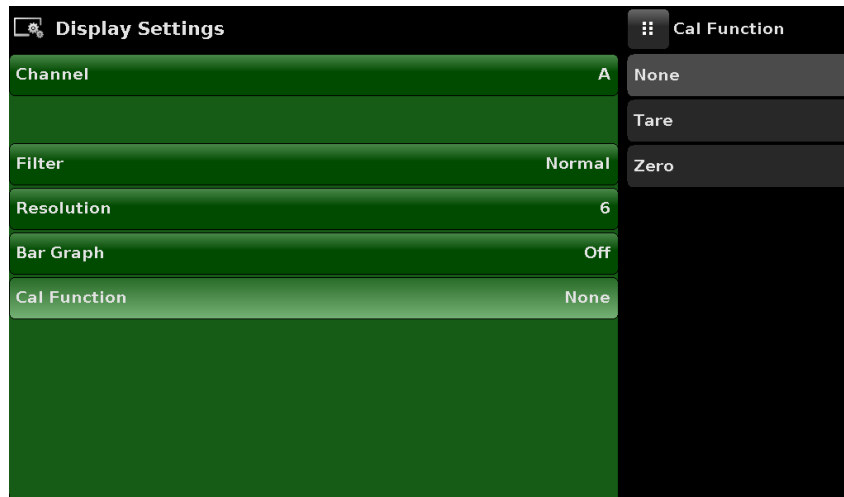 Display Settings
Channel A
Filter Normal
Resolution 6
Bar Graph Off
Cal Function None
Cal Function
None
Tare
Zero